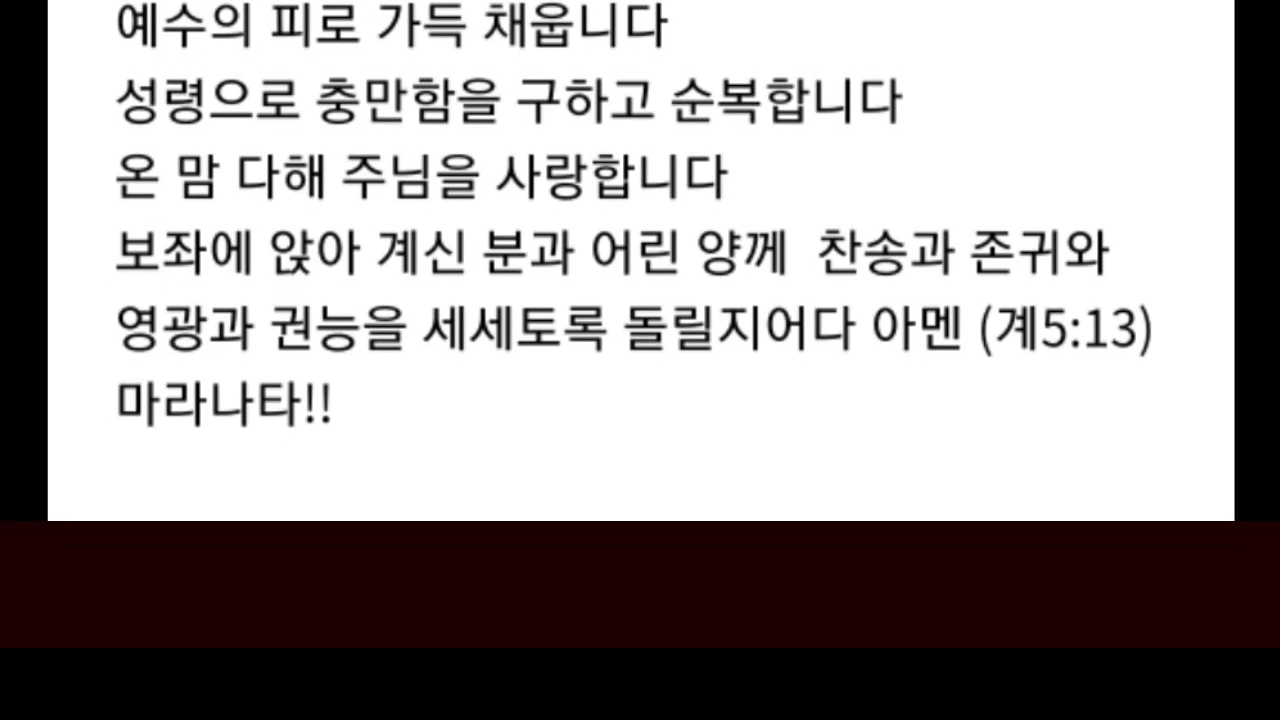 예수의 피로 가득 채웁니다
성령으로 충만함을 구하고 순복합니다
온 맘 다해 주님을 사랑합니다
보좌에 앉아 계신 분과 어린 양께  찬송과 존귀와
영광과 권능을 세세토록 돌릴지어다 아멘 (계5:13)
마라나타!!